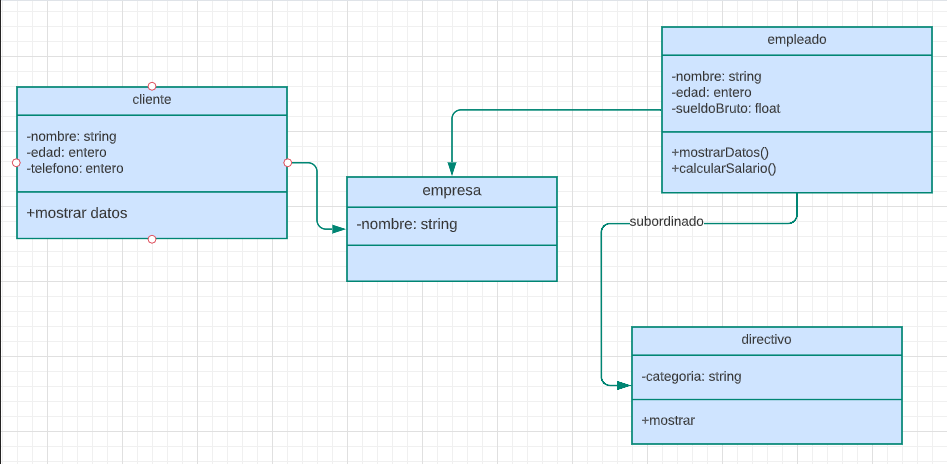 cliente
-nombre: string
-edad: entero
-telefono: entero
+mostrar datos
empresa
-nombre: string
empleado
-nombre: string
-edad: entero
-sueldoBruto: float
+mostrarDatos()
+calcularSalario()
subordinado
directivo
-categoria: string
+mostrar